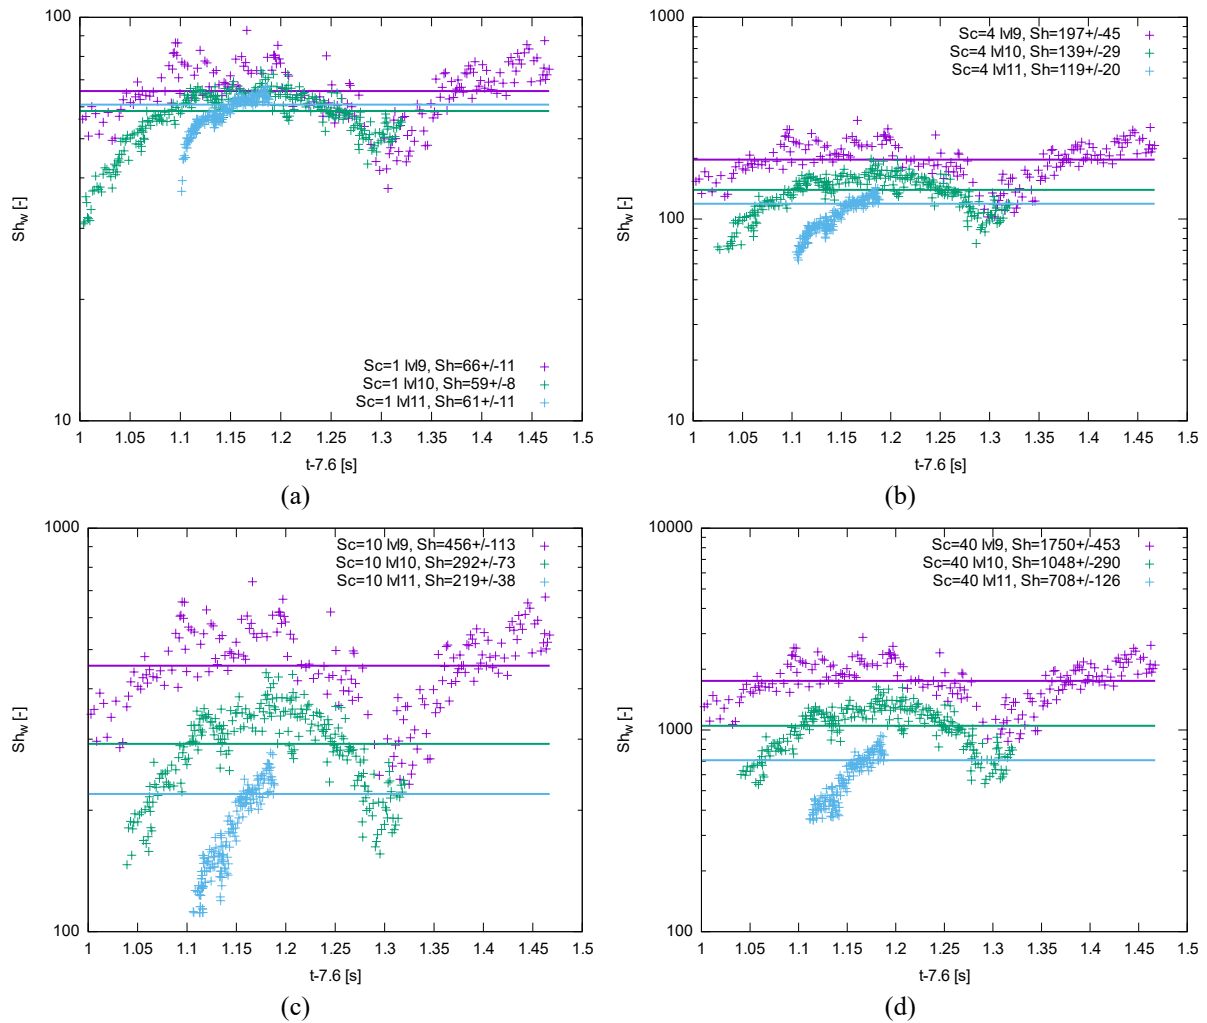 100
10
Sh_w [-]
Sc=1 lvl9, Sh=66+/-11
Sc=1 lvl10, Sh=59+/-8
Sc=1 lvl11, Sh=61+/-11
1 1.05 1.1 1.15 1.2 1.25 1.3 1.35 1.4 1.45 1.5
t-7.6 [s]
(a)
1000
100
10
Sh_w [-]
Sc=4 lvl9, Sh=197+/-45
Sc=4 lvl10, Sh=139+/-29
Sc=4 lvl11, Sh=119+/-20
1 1.05 1.1 1.15 1.2 1.25 1.3 1.35 1.4 1.45 1.5
t-7.6 [s]
(b)
1000
100
Sh_w [-]
Sc=10 lvl9, Sh=456+/-113
Sc=10 lvl10, Sh=292+/-73
Sc=10 lvl11, Sh=219+/-38
1 1.05 1.1 1.15 1.2 1.25 1.3 1.35 1.4 1.45 1.5
t-7.6 [s]
(c)
10000
1000
100
Sh_w [-]
Sc=40 lvl9, Sh=1750+/-453
Sc=40 lvl10, Sh=1048+/-290
Sc=40 lvl11, Sh=708+/-126
1 1.05 1.1 1.15 1.2 1.25 1.3 1.35 1.4 1.45 1.5
t-7.6 [s]
(d)